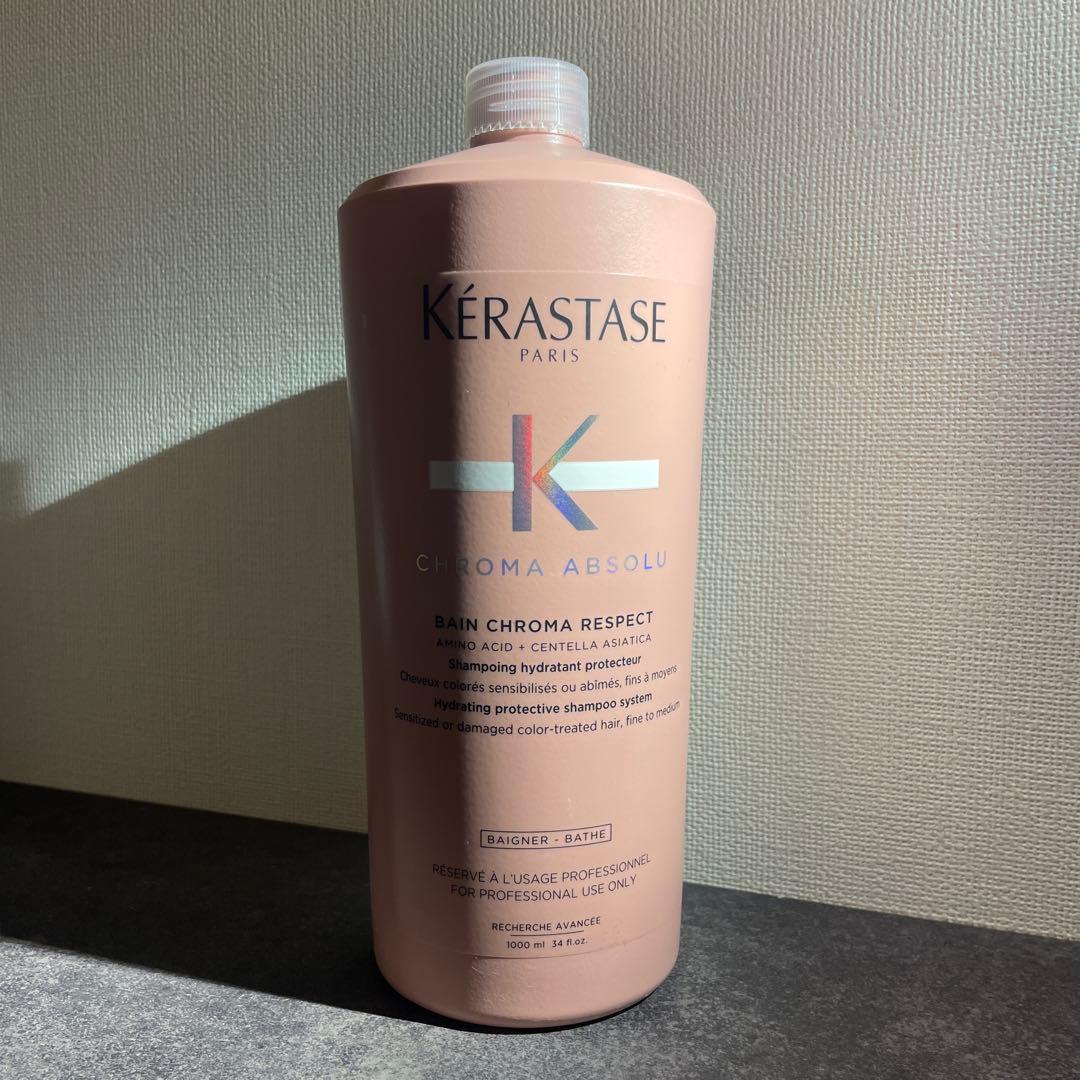 KÉRASTASE
PARIS
K
CHROMA ABSOLU
BAIN CHROMA RESPECT
AMINO ACID + CENTELLA ASIATICA
Shampoing hydratant protecteur
Cheveux colorés sensibilisés ou abîmés, fins à moyens
Hydrating protective shampoo system
Sensitized or damaged color-treated hair, fine to medium
BAIGNER - BATHE
RÉSERVÉ À L'USAGE PROFESSIONNEL
FOR PROFESSIONAL USE ONLY
RECHERCHE AVANCÉE
1000 ml 34 fl.oz.